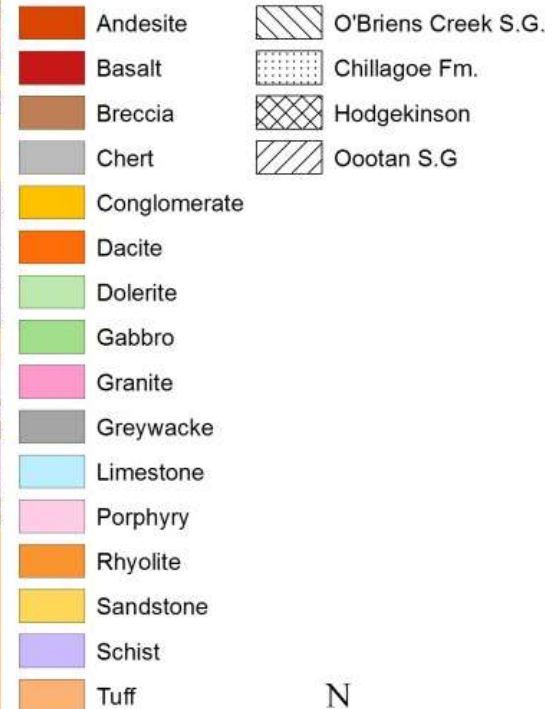 Andesite
Basalt
Breccia
Chert
Conglomerate
Dacite
Dolerite
Gabbro
Granite
Greywacke
Limestone
Porphyry
Rhyolite
Sandstone
Schist
Tuff
O'Briens Creek S.G.
Chillagoe Fm.
Hodgekinson
Oootan S.G
N